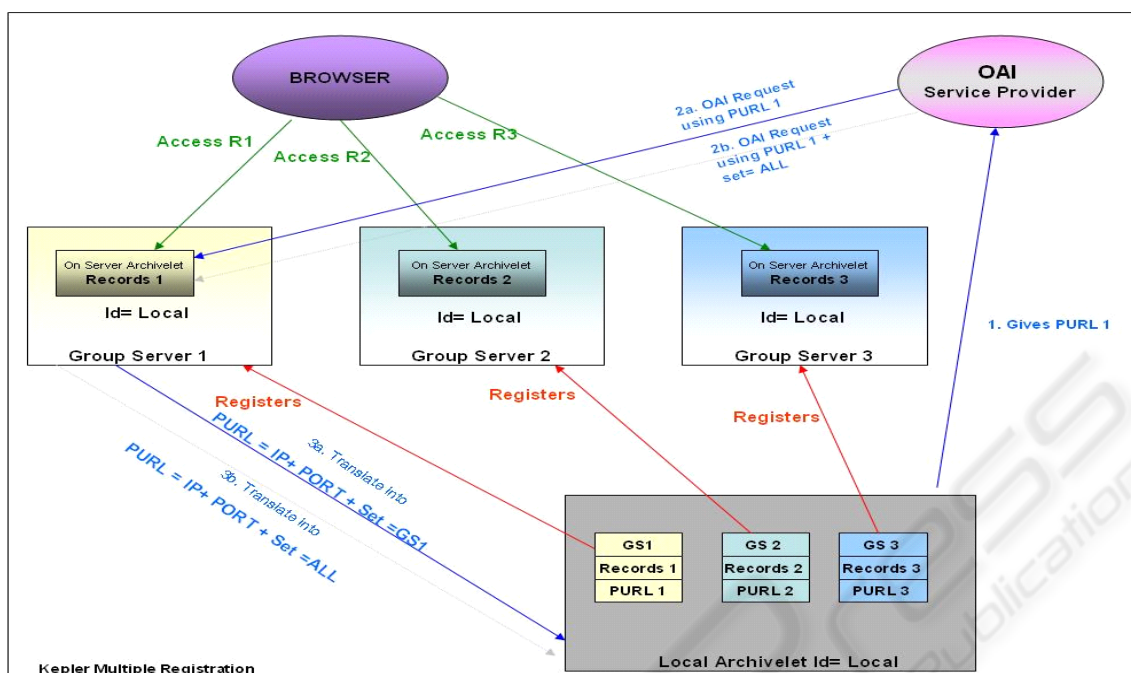 BROWSER
OAI
Service Provider
2a. OAI Request
using PURL 1
2b. OAI Request
using PURL 1 +
set= ALL
Access R1
Access R2
Access R3
On Server Archivelet
Records 1
Id= Local
Group Server 1
On Server Archivelet
Records 2
Id= Local
Group Server 2
On Server Archivelet
Records 3
Id= Local
Group Server 3
1. Gives PURL 1
Registers
Registers
Registers
3a. Translate into
PURL = IP+ PORT + Set =GS1
3b. Translate into
PURL = IP+ PORT + Set =ALL
GS1
Records 1
PURL 1
GS 2
Records 2
PURL 2
GS 3
Records 3
PURL 3
Local Archivelet Id= Local
Kepler Multiple Registration